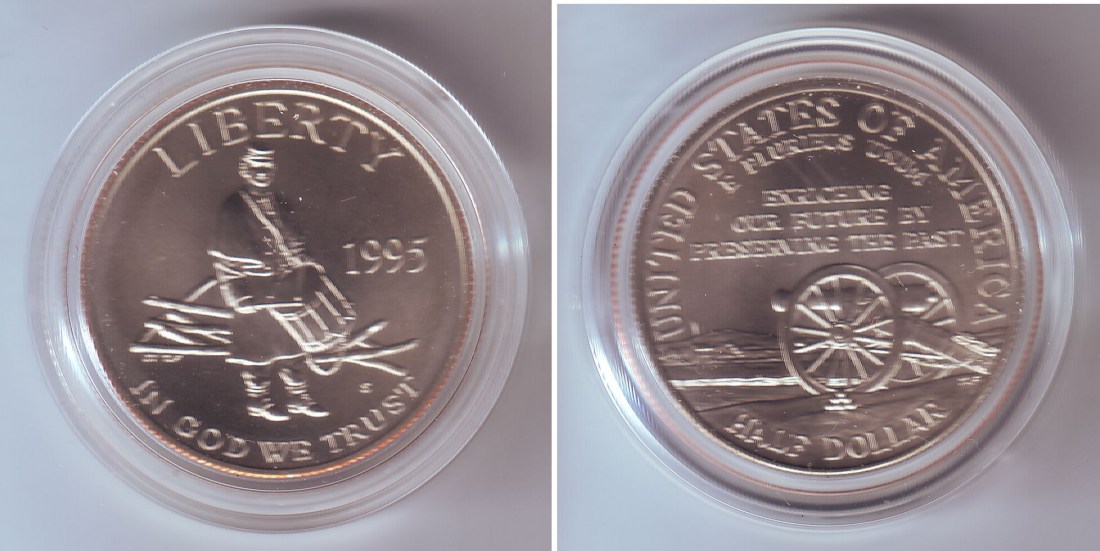 LIBERTY
1995
S
IN GOD WE TRUST
UNITED STATES OF AMERICA
E PLURIBUS UNUM
ENRICHING
OUR FUTURE BY
PRESERVING THE PAST
HALF DOLLAR